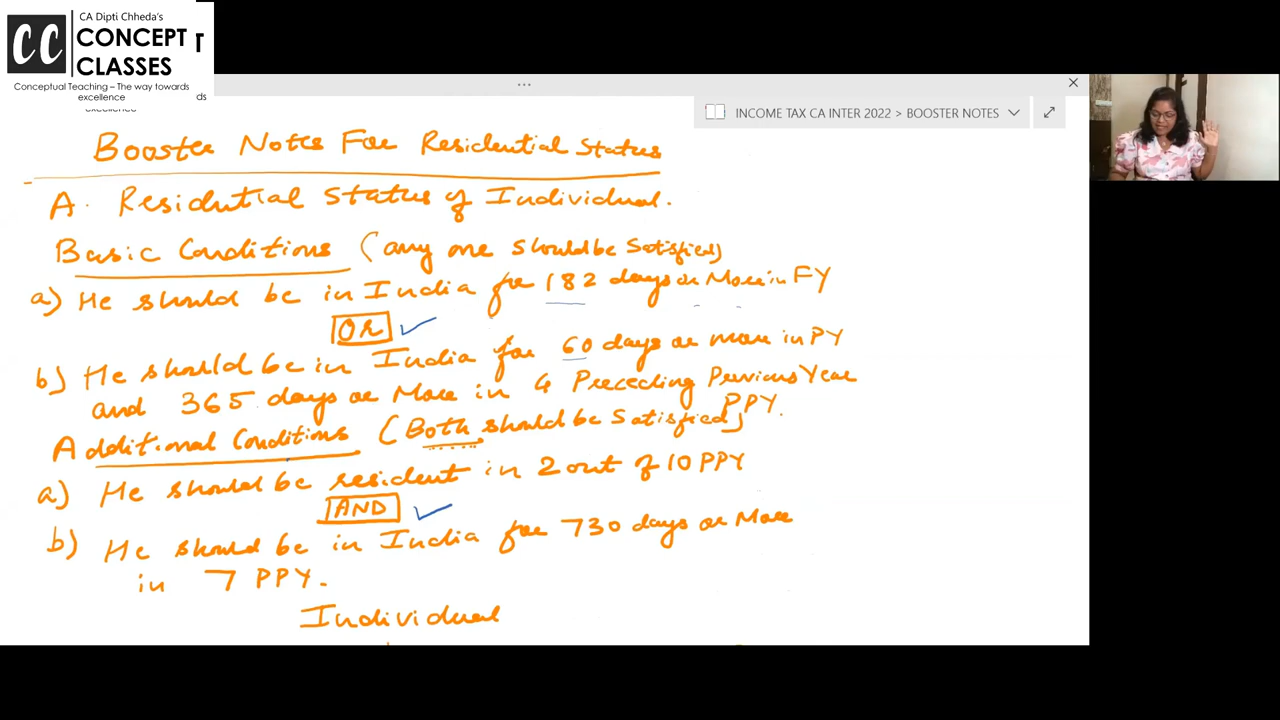 CA Dipti Chheda's
CONCEPT
CLASSES
CC
Conceptual Teaching – The way towards
excellence
INCOME TAX CA INTER 2022 > BOOSTER NOTES
Booster Notes For Residential Status
A. Residential Status of Individual.
Basic Conditions (any one should be Satisfied)
a) He should be in India for 182 days or More in FY
OR
b) He should be in India for 60 days or more in PY
and 365 days or More in 4 Preceding Previous Year
PPY.
Additional Conditions (Both should be Satisfied)
a) He should be resident in 2 out of 10 PPY
AND
b) He should be in India for 730 days or More
in 7 PPY.
Individual